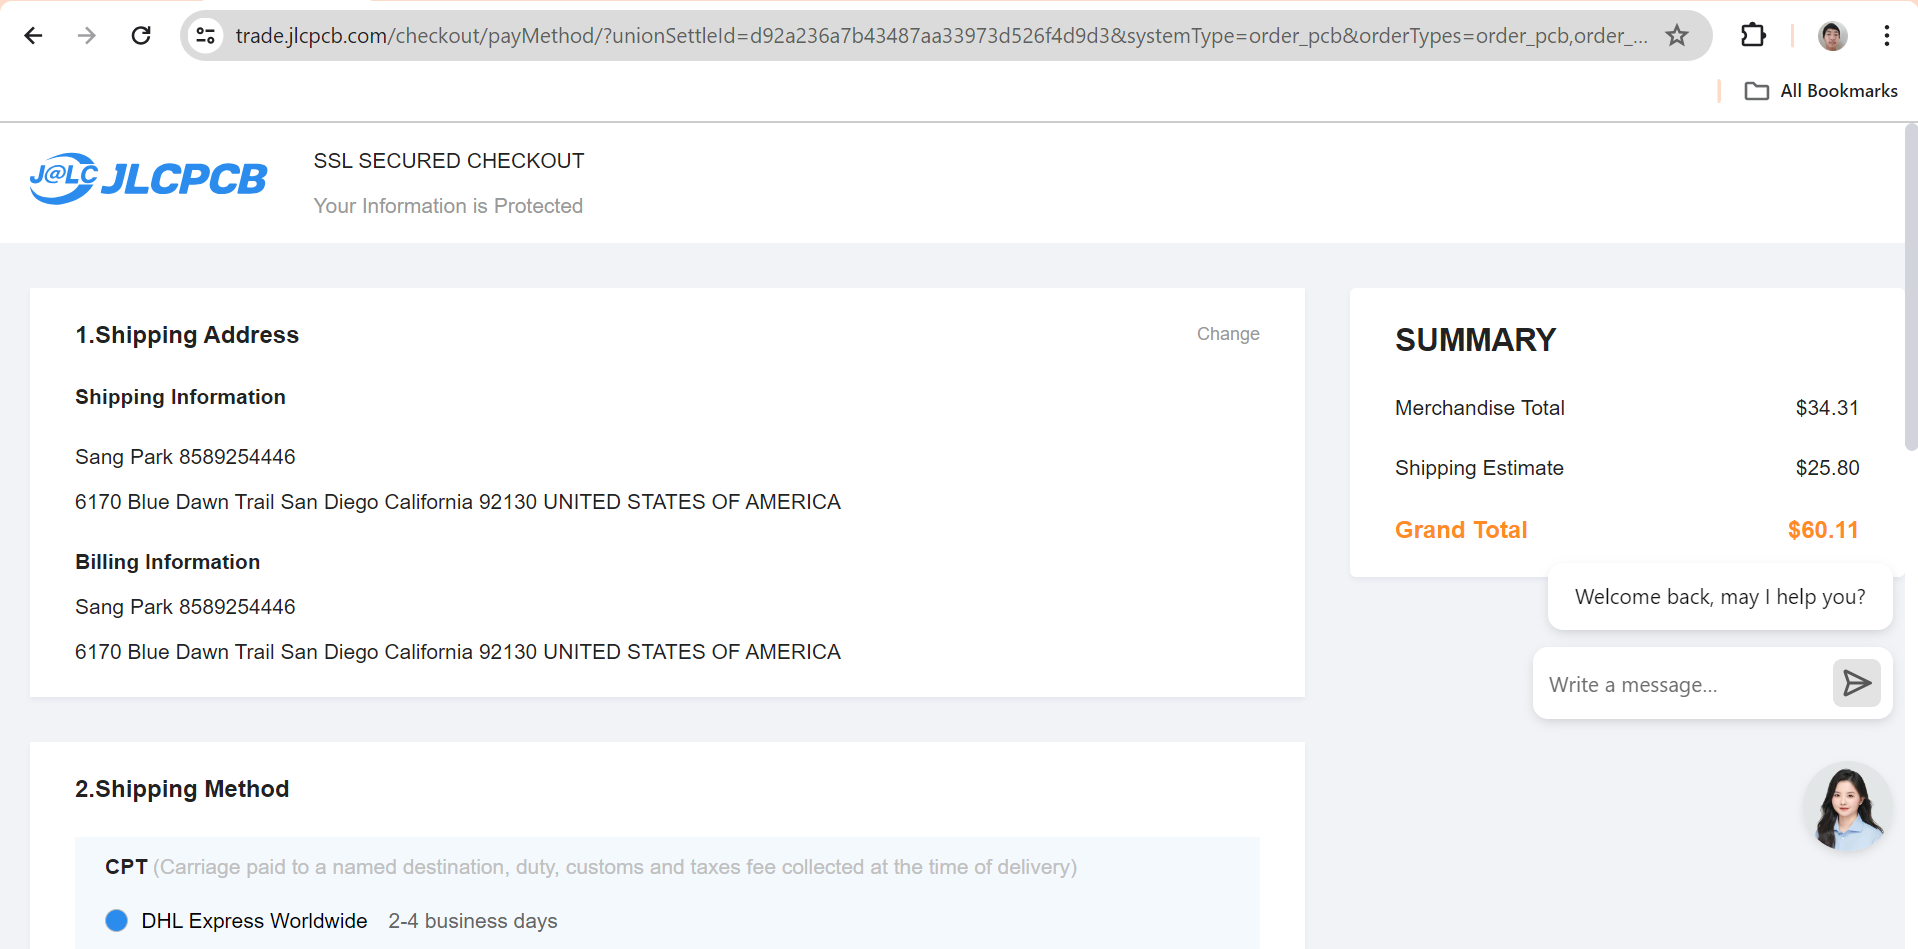 trade.jlcpcb.com/checkout/payMethod/?unionSettleId=d92a236a7b43487aa33973d526f4d9d3&systemType=order_pcb&orderTypes=order_pcb,order_...
All Bookmarks
J@LC JLCPCB
SSL SECURED CHECKOUT
Your Information is Protected
1.Shipping Address
Change
Shipping Information
Sang Park 8589254446
6170 Blue Dawn Trail San Diego California 92130 UNITED STATES OF AMERICA
Billing Information
Sang Park 8589254446
6170 Blue Dawn Trail San Diego California 92130 UNITED STATES OF AMERICA
2.Shipping Method
CPT (Carriage paid to a named destination, duty, customs and taxes fee collected at the time of delivery)
DHL Express Worldwide 2-4 business days
SUMMARY
Merchandise Total $34.31
Shipping Estimate $25.80
Grand Total $60.11
Welcome back, may I help you?
Write a message...